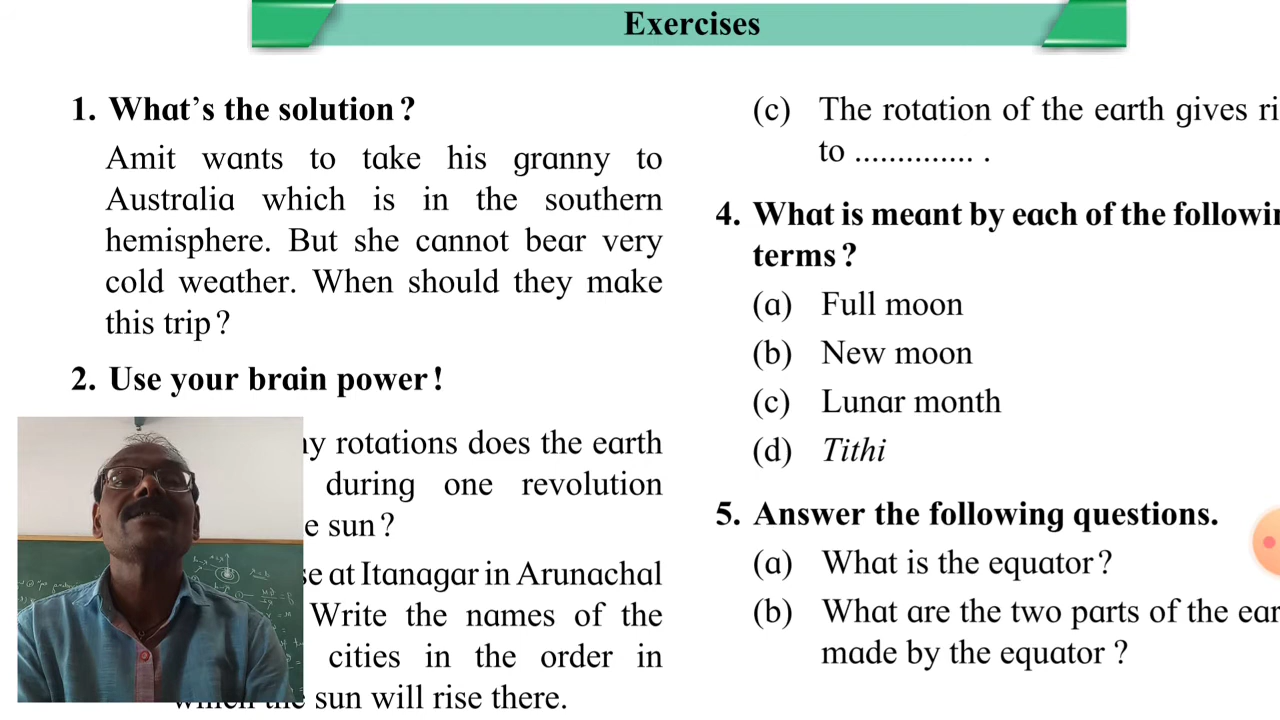 Exercises
1. What's the solution?
Amit wants to take his granny to
Australia which is in the southern
hemisphere. But she cannot bear very
cold weather. When should they make
this trip?
2. Use your brain power!
rotations does the earth
during one revolution
sun?
at Itanagar in Arunachal
Write the names of the
cities in the order in
which the sun will rise there.
(c) The rotation of the earth gives
to .............. .
4. What is meant by each of the
terms?
(a) Full moon
(b) New moon
(c) Lunar month
(d) Tithi
5. Answer the following questions.
(a) What is the equator?
(b) What are the two parts of the
made by the equator?